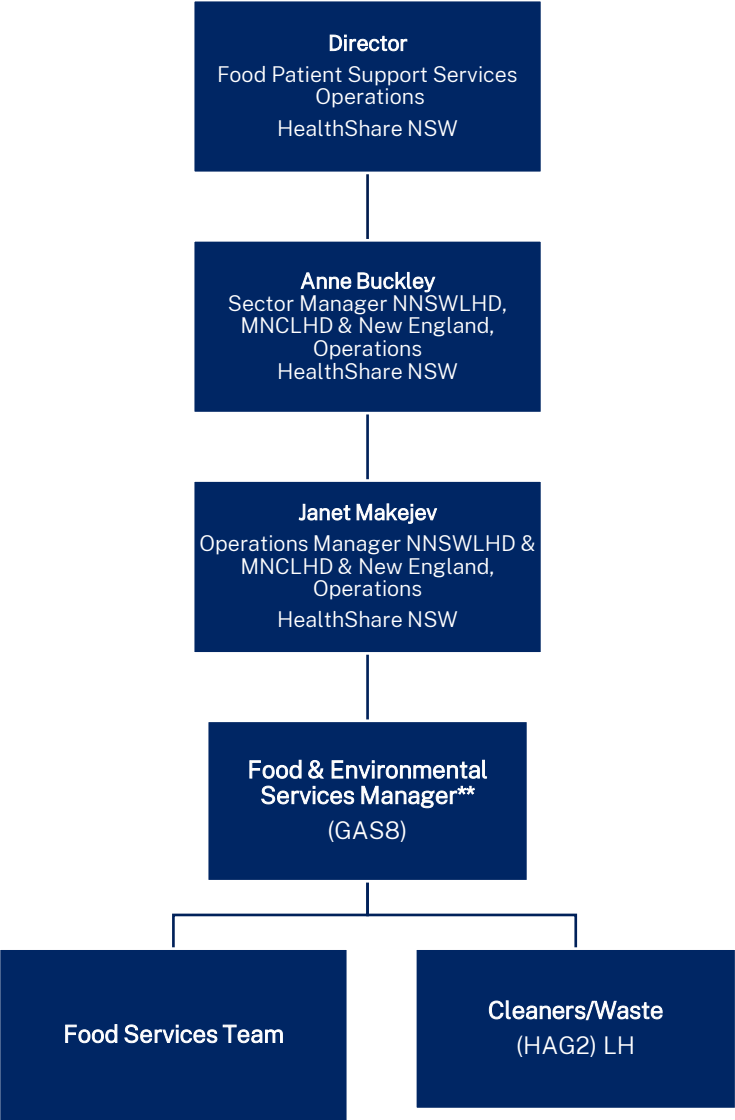 Director
Food Patient Support Services
Operations
HealthShare NSW
Anne Buckley
Sector Manager NNSWLHD,
MNCLHD & New England,
Operations
HealthShare NSW
Janet Makejev
Operations Manager NNSWLHD &
MNCLHD & New England,
Operations
HealthShare NSW
Food & Environmental
Services Manager**
(GAS8)
Food Services Team
Cleaners/Waste
(HAG2) LH